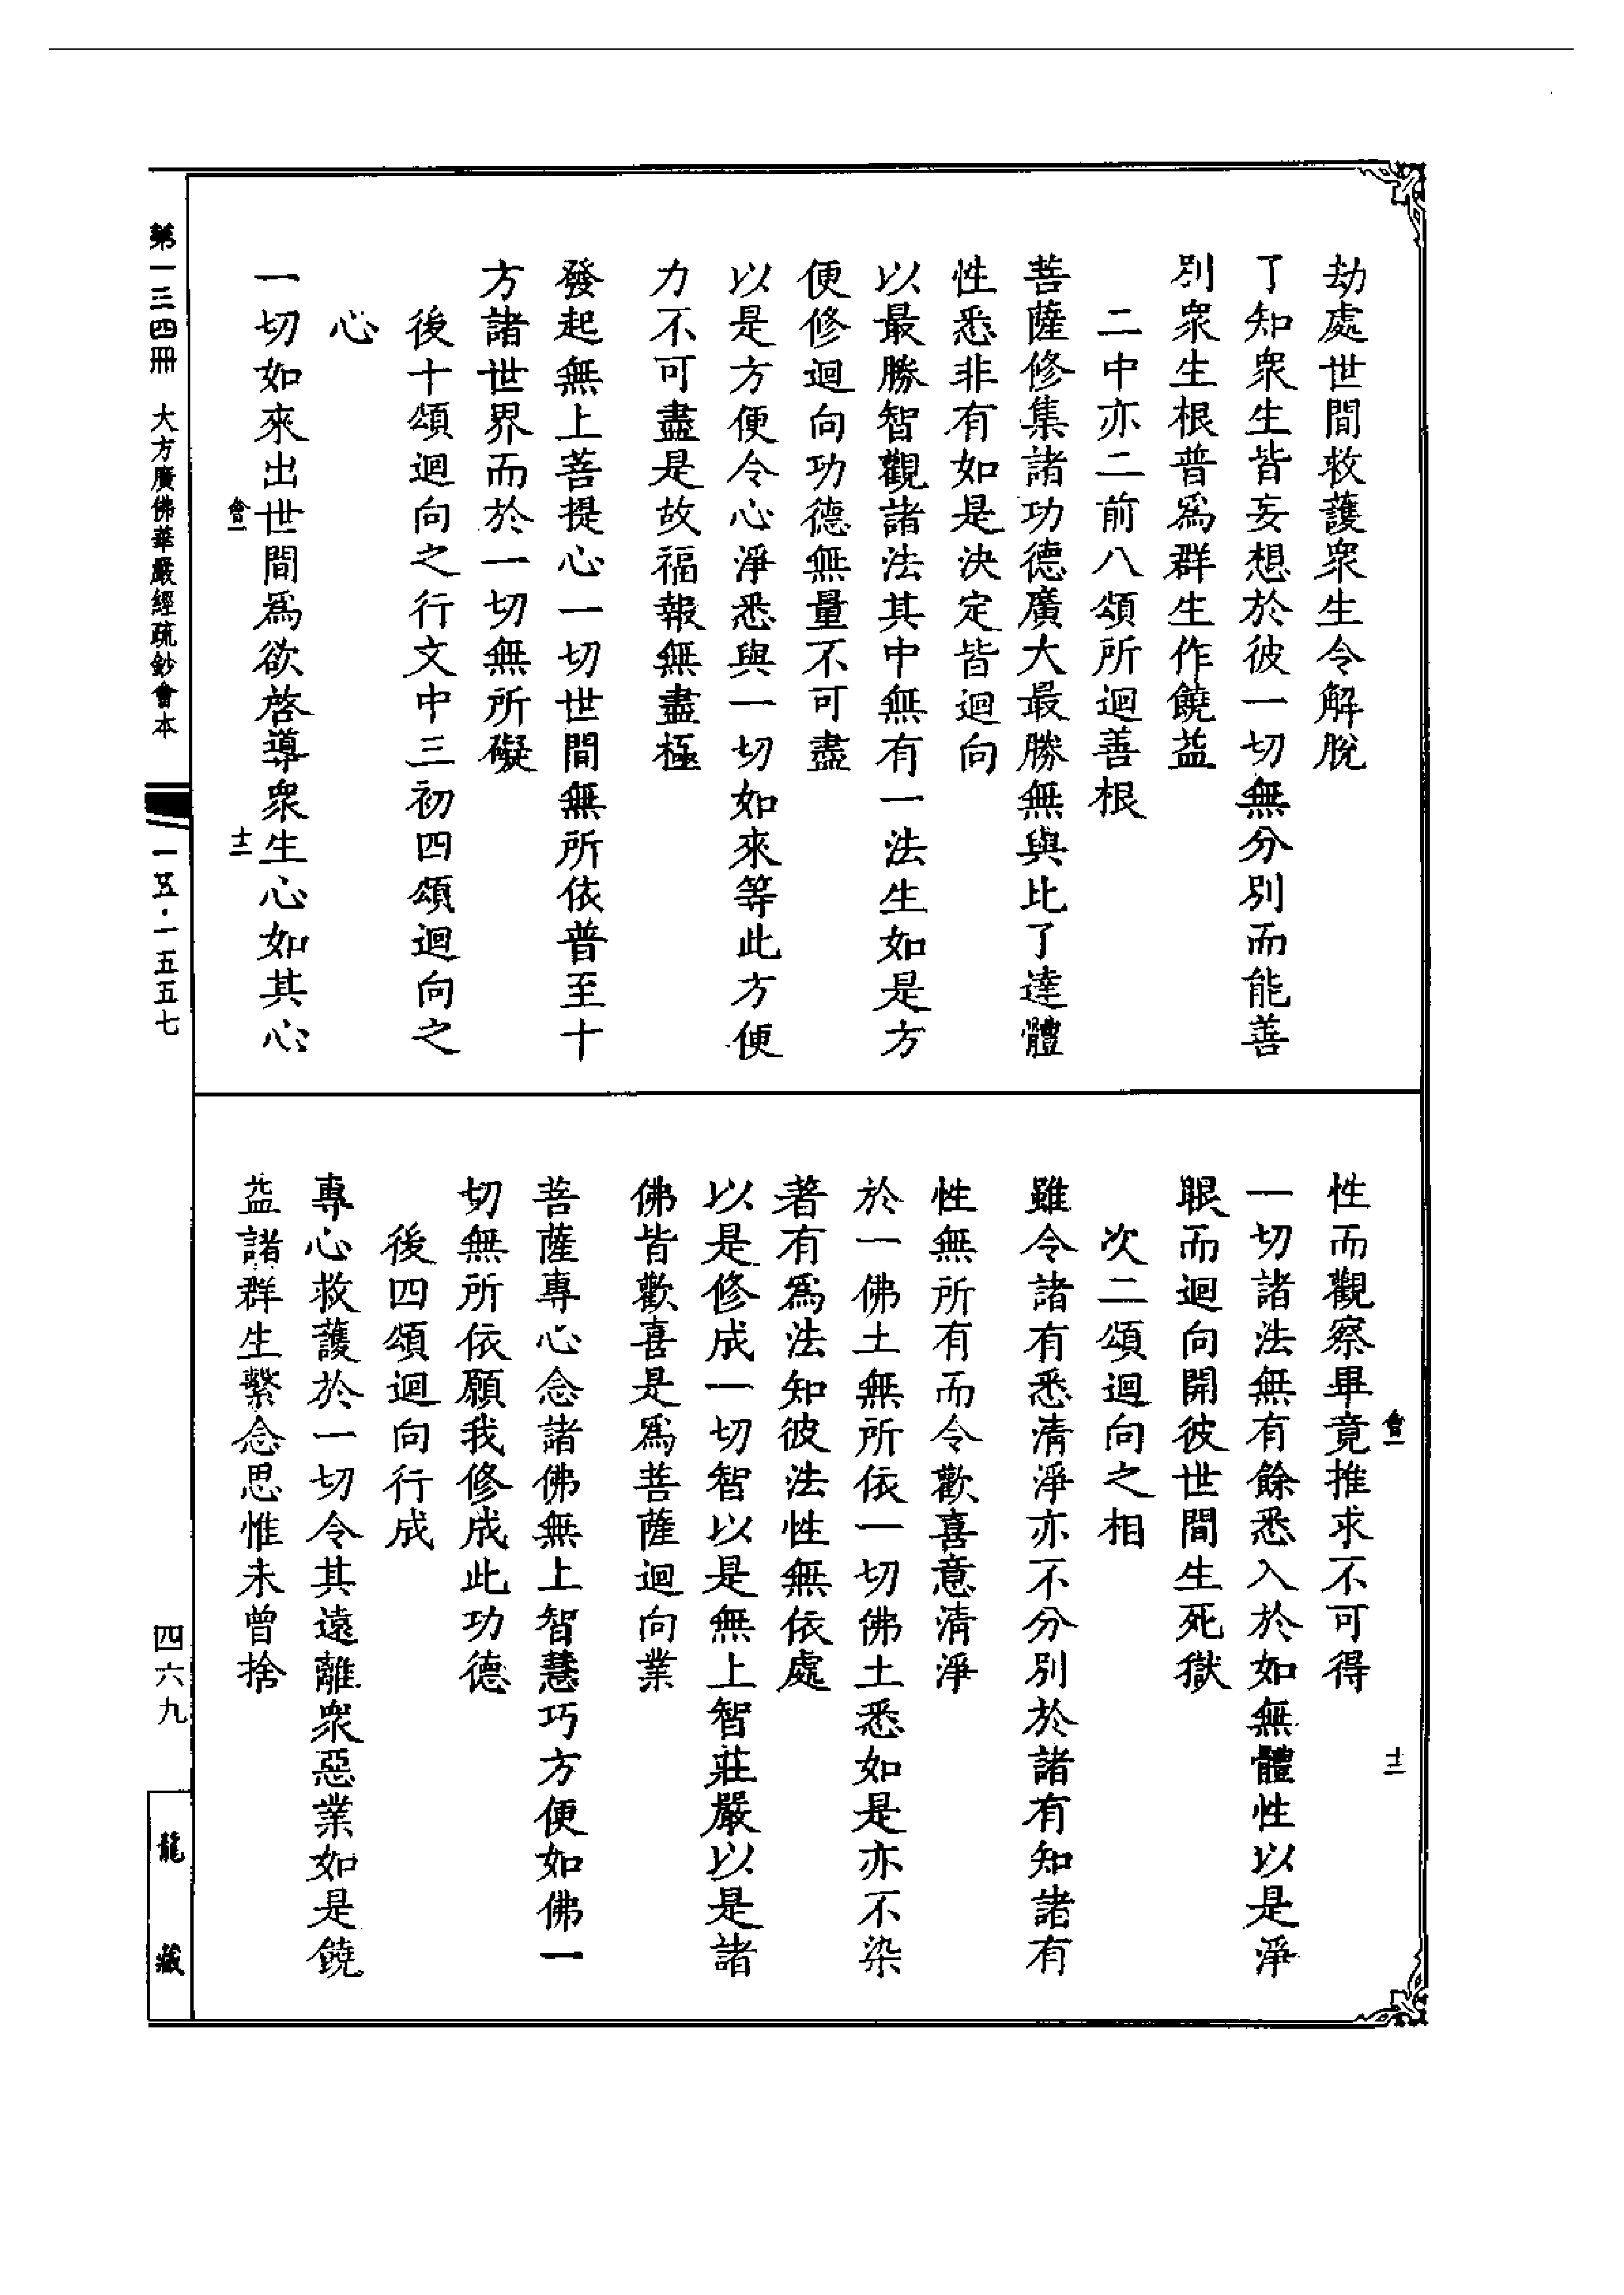 劫處世間救護衆生令解脫
了知衆生皆妄想於彼一切無分別而能善
別衆生根普爲群生作饒益
二中亦二前八頌所迴善根
菩薩修集諸功德廣大最勝無與比了達體
性悉非有如是決定皆迴向
以最勝智觀諸法其中無有一法生如是方
便修迴向功德無量不可盡
以是方便令心淨悉與一切如來等此方便
力不可盡是故福報無盡極
發起無上菩提心一切世間無所依普至十
方諸世界而於一切無所礙
後十頌迴向之行文中三初四頌迴向之
心
一切如來出世間爲欲啓導衆生心如其心
會一
十二
性而觀察畢竟推求不可得
一切諸法無有餘悉入於如無體性以是淨
眼而迴向開彼世間生死獄
次二頌迴向之相
雖令諸有悉清淨亦不分別於諸有知諸有
性無所有而令歡喜意清淨
於一佛土無所依一切佛土悉如是亦不染
著有爲法知彼法性無依處
以是修成一切智以是無上智莊嚴以是諸
佛皆歡喜是爲菩薩迴向業
菩薩專心念諸佛無上智慧巧方便如佛一
切無所依願我修成此功德
後四頌迴向行成
專心救護於一切令其遠離衆惡業如是饒
益諸群生繫念思惟未曾捨
會一
十二
第一三四冊 大方廣佛華嚴經疏鈔會本
一五·一五五七
四六九
龍藏